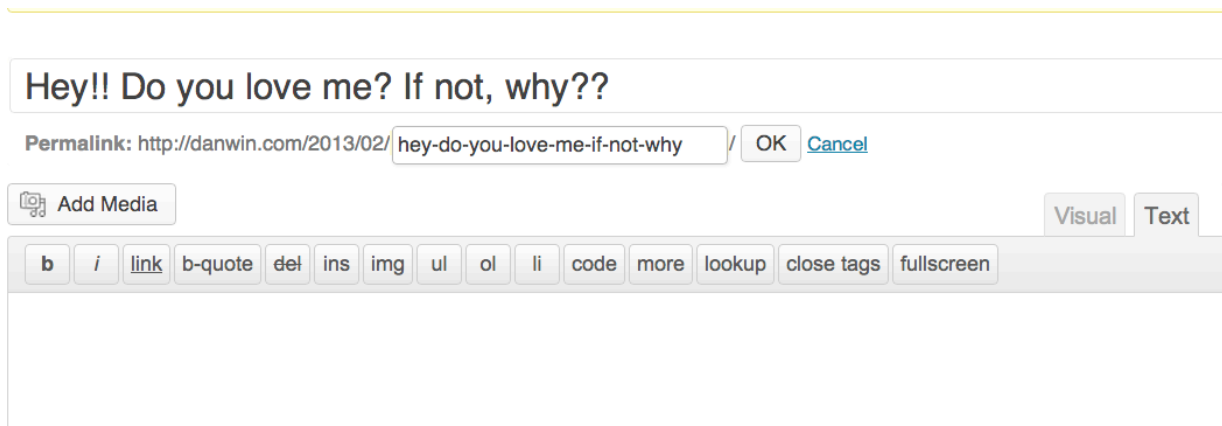 Hey!! Do you love me? If not, why??
Permalink: http://danwin.com/2013/02/ hey-do-you-love-me-if-not-why / OK Cancel
Add Media
Visual Text
b i link b-quote del ins img ul ol li code more lookup close tags fullscreen